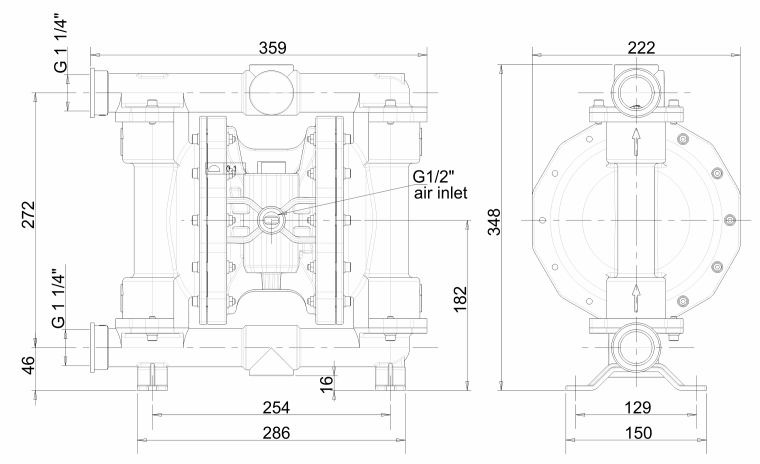 G 1 1/4"
359
222
G1/2"
air inlet
272
348
182
G 1 1/4"
46
16
254
286
129
150